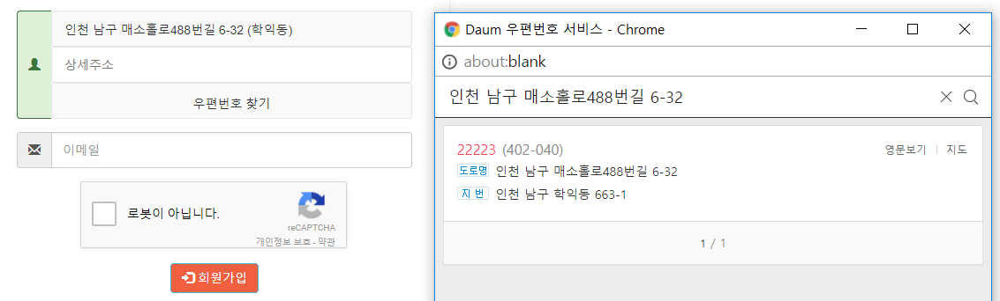 인천 남구 매소홀로488번길 6-32 (학익동)
상세주소
우편번호 찾기
이메일
로봇이 아닙니다.
reCAPTCHA
개인정보 보호 - 약관
회원가입
Daum 우편번호 서비스 - Chrome
about:blank
인천 남구 매소홀로488번길 6-32
22223 (402-040) 영문보기 지도
도로명 인천 남구 매소홀로488번길 6-32
지 번 인천 남구 학익동 663-1
1 / 1